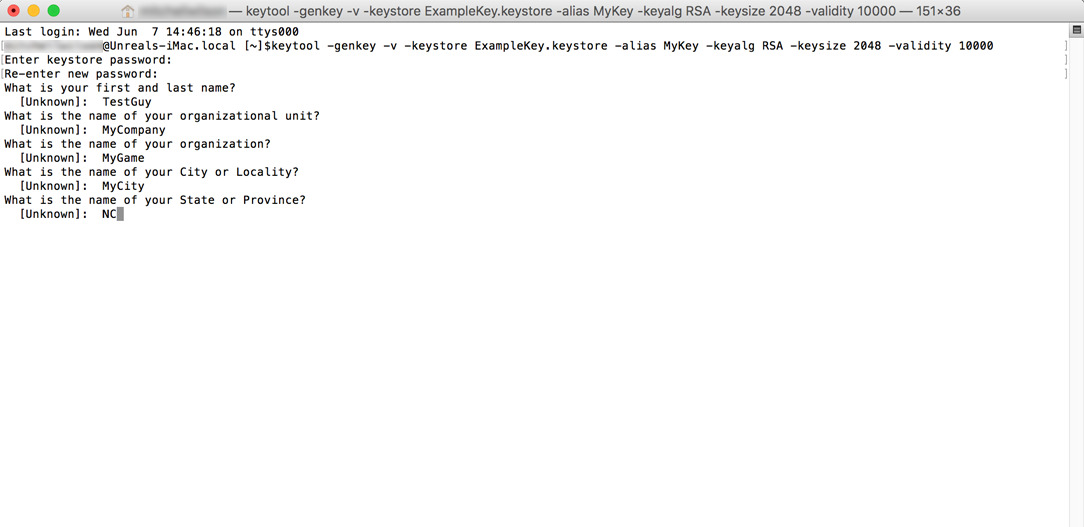 — keytool -genkey -v -keystore ExampleKey.keystore -alias MyKey -keyalg RSA -keysize 2048 -validity 10000 — 151×36
Last login: Wed Jun  7 14:46:18 on ttys000
[@Unreals-iMac.local [~]$keytool -genkey -v -keystore ExampleKey.keystore -alias MyKey -keyalg RSA -keysize 2048 -validity 10000 ]
[Enter keystore password: ]
[Re-enter new password: ]
What is your first and last name?
  [Unknown]:  TestGuy
What is the name of your organizational unit?
  [Unknown]:  MyCompany
What is the name of your organization?
  [Unknown]:  MyGame
What is the name of your City or Locality?
  [Unknown]:  MyCity
What is the name of your State or Province?
  [Unknown]:  NC